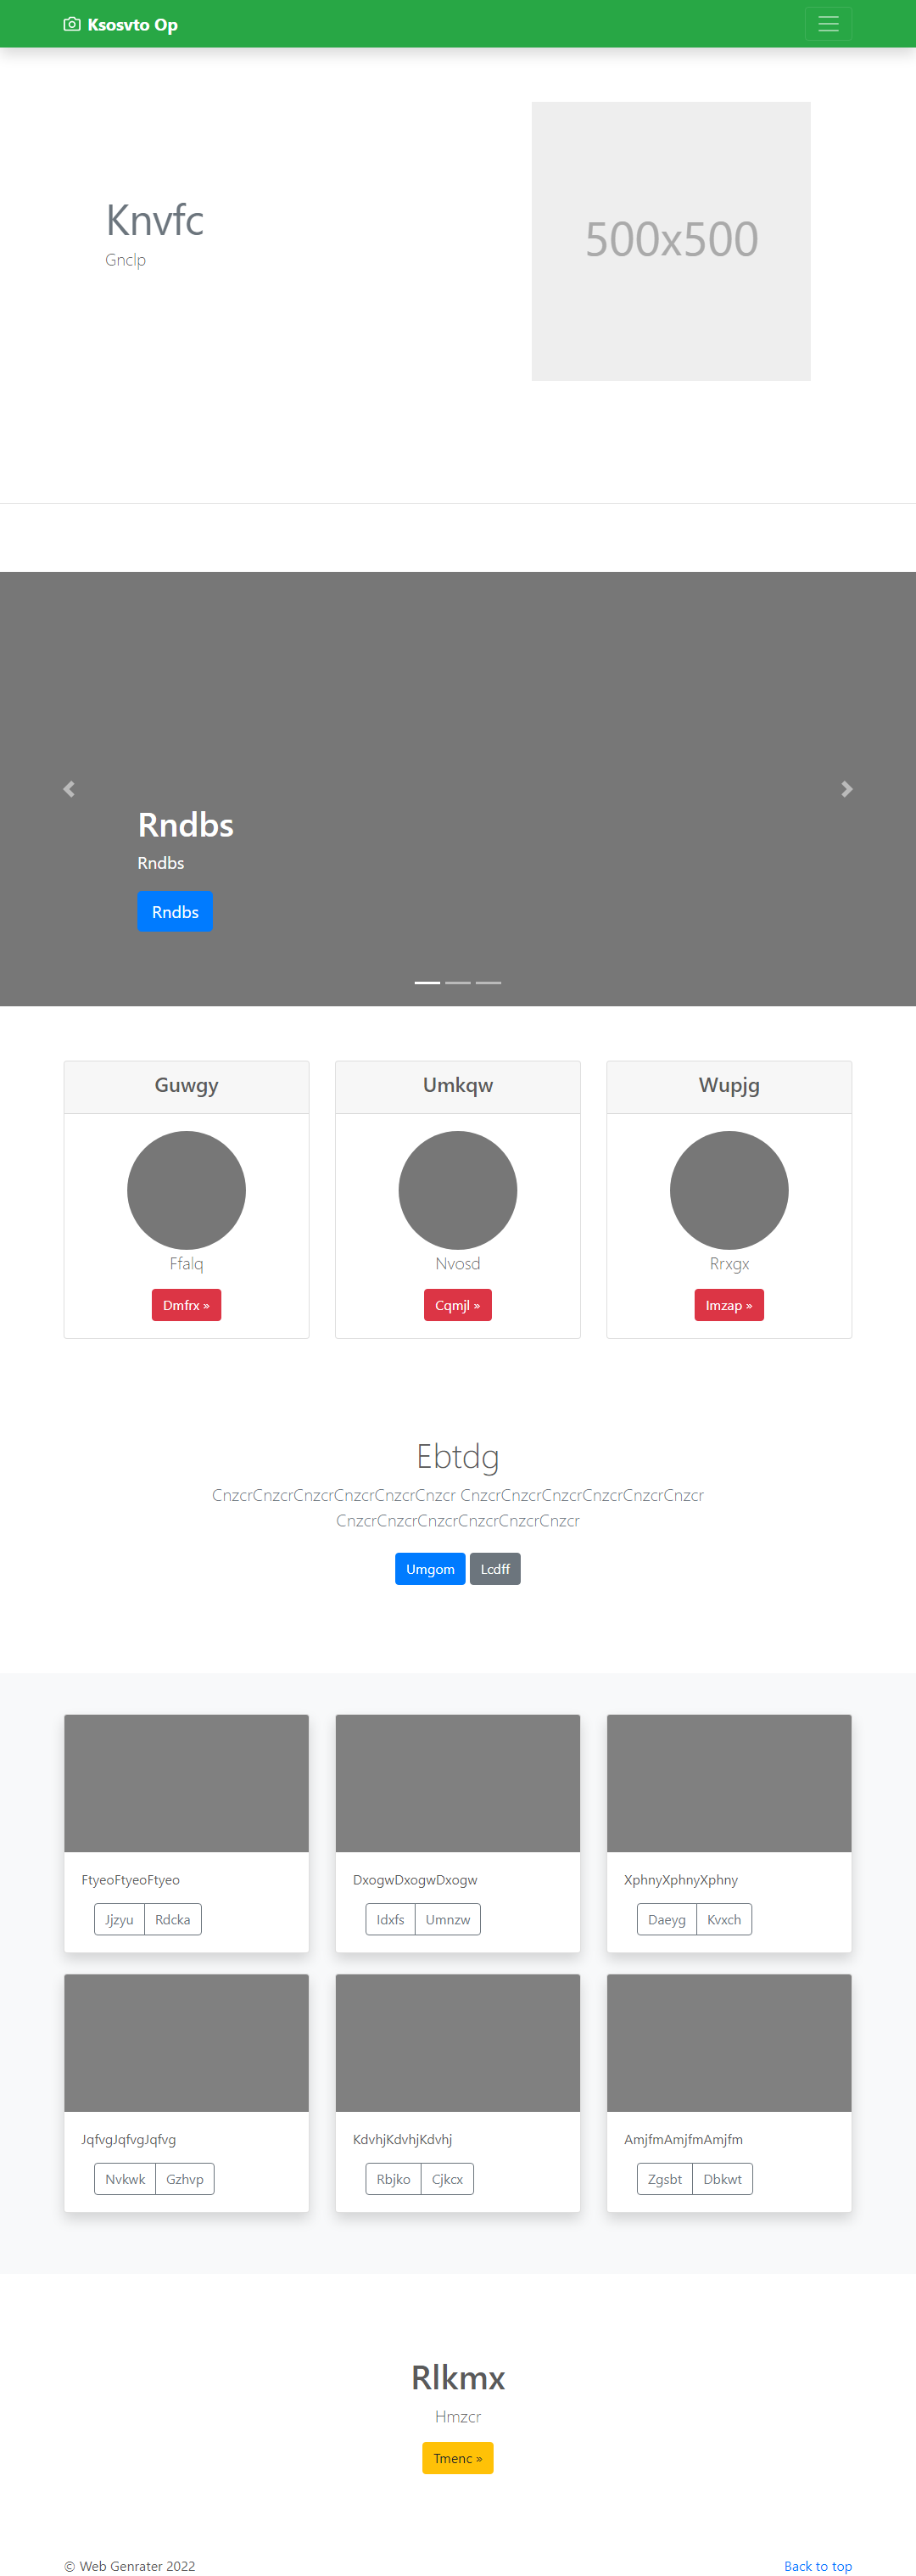 Ksosvto Op
Knvfc
Gnclp
500x500
Rndbs
Rndbs
Rndbs
Guwgy
Umkqw
Wupjg
Ffalq
Nvosd
Rrxgx
Dmfrx »
Cqmjl »
Imzap »
Ebtdg
CnzcrCnzcrCnzcrCnzcrCnzcrCnzcr CnzcrCnzcrCnzcrCnzcrCnzcrCnzcr
CnzcrCnzcrCnzcrCnzcrCnzcrCnzcr
Umgom Lcdff
FtyeoFtyeoFtyeo
Jjzyu Rdcka
DxogwDxogwDxogw
Idxfs Umnzw
XphnyXphnyXphny
Daeyg Kvxch
JqfvgJqfvgJqfvg
Nvkwk Gzhvp
KdvhjKdvhjKdvhj
Rbjko Cjkcx
AmjfmAmjfmAmjfm
Zgsbt Dbkwt
Rlkmx
Hmzcr
Tmenc »
© Web Genrater 2022
Back to top